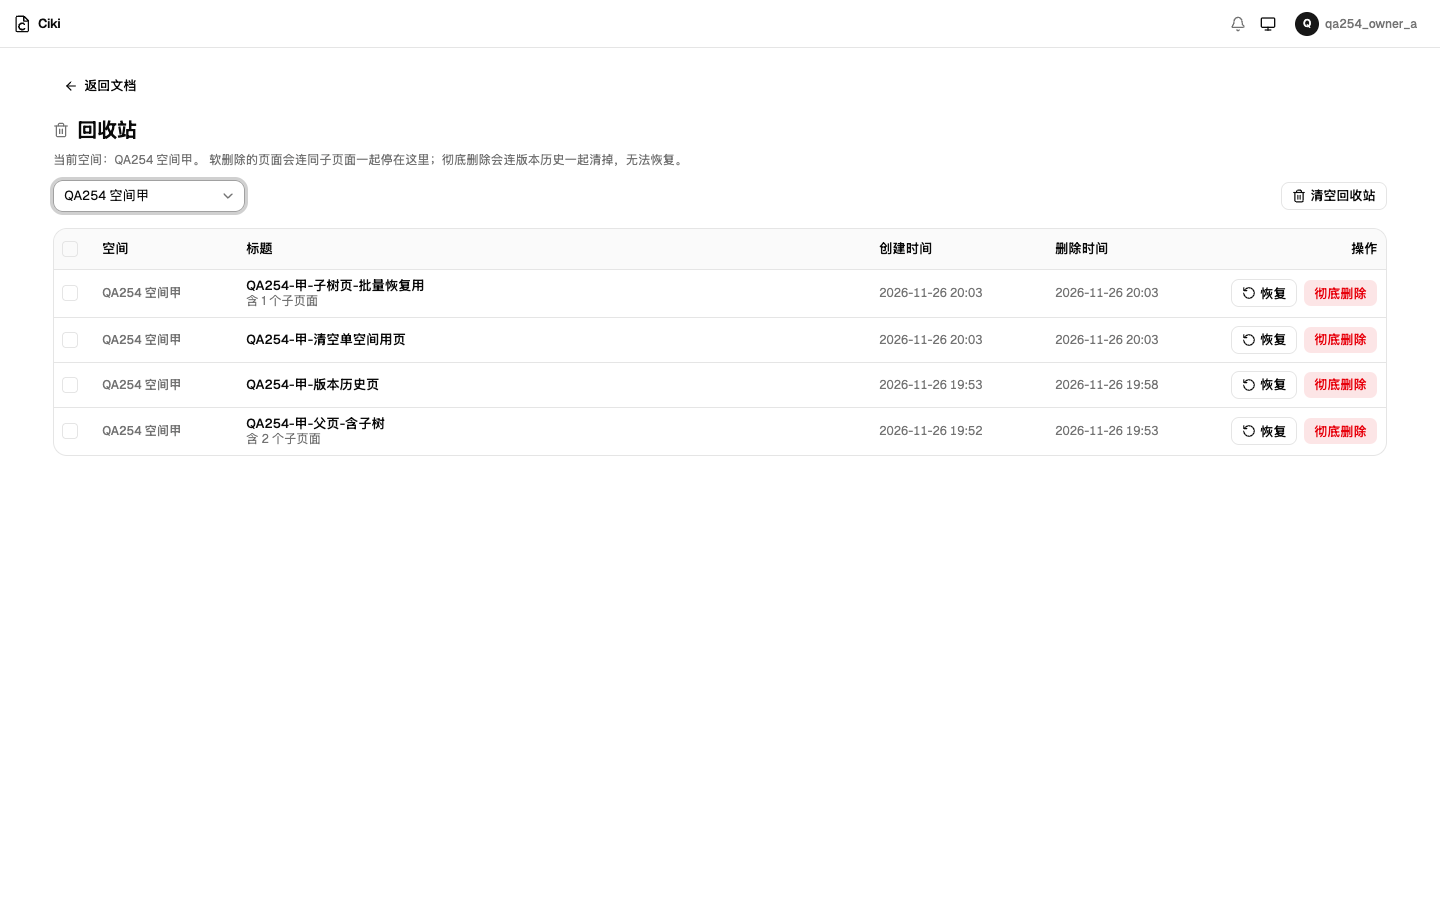 Ciki
Q qa254_owner_a
返回文档
回收站
当前空间：QA254 空间甲。 软删除的页面会连同子页面一起停在这里；彻底删除会连版本历史一起清掉，无法恢复。
QA254 空间甲
清空回收站
空间 标题 创建时间 删除时间 操作
QA254 空间甲 QA254-甲-子树页-批量恢复用 2026-11-26 20:03 2026-11-26 20:03 恢复 彻底删除
含 1 个子页面
QA254 空间甲 QA254-甲-清空单空间用页 2026-11-26 20:03 2026-11-26 20:03 恢复 彻底删除
QA254 空间甲 QA254-甲-版本历史页 2026-11-26 19:53 2026-11-26 19:58 恢复 彻底删除
QA254 空间甲 QA254-甲-父页-含子树 2026-11-26 19:52 2026-11-26 19:53 恢复 彻底删除
含 2 个子页面